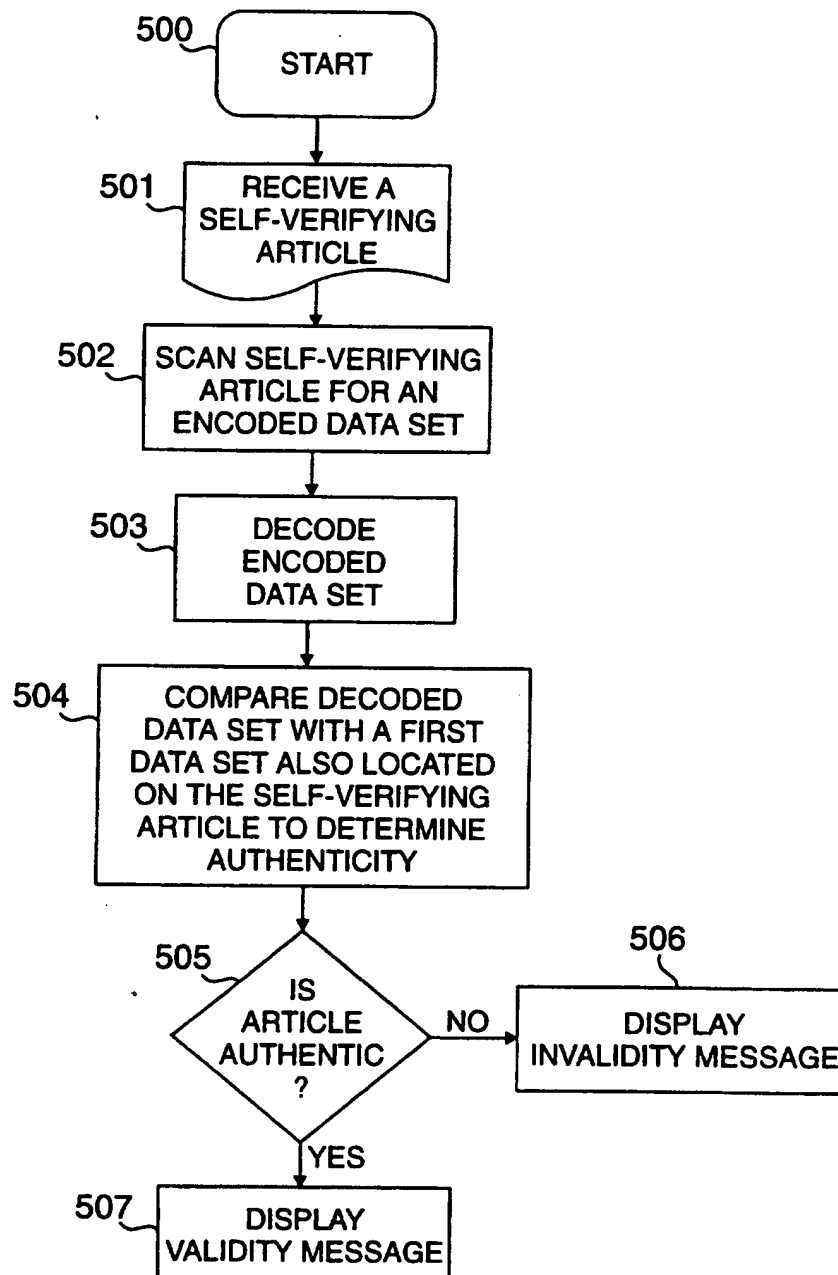 500
START
501
RECEIVE A
SELF-VERIFYING
ARTICLE
502
SCAN SELF-VERIFYING
ARTICLE FOR AN
ENCODED DATA SET
503
DECODE
ENCODED
DATA SET
504
COMPARE DECODED
DATA SET WITH A FIRST
DATA SET ALSO LOCATED
ON THE SELF-VERIFYING
ARTICLE TO DETERMINE
AUTHENTICITY
505
IS
ARTICLE
AUTHENTIC
?
NO
506
DISPLAY
INVALIDITY MESSAGE
YES
507
DISPLAY
VALIDITY MESSAGE